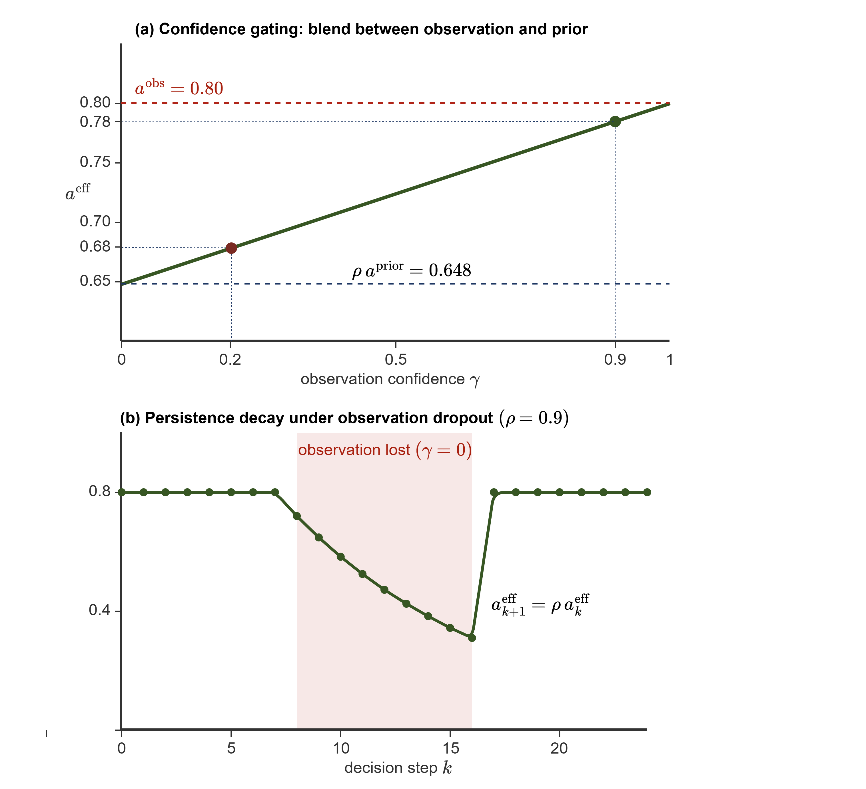 (a) Confidence gating: blend between observation and prior
a^obs = 0.80
0.80
0.78
0.75
a^eff
0.70
0.68
0.65
ρ a^prior = 0.648
0 0.2 0.5 0.9 1
observation confidence γ
(b) Persistence decay under observation dropout (ρ = 0.9)
observation lost (γ = 0)
0.8
0.4
a^eff_{k+1} = ρ a^eff_k
0 5 10 15 20
decision step k